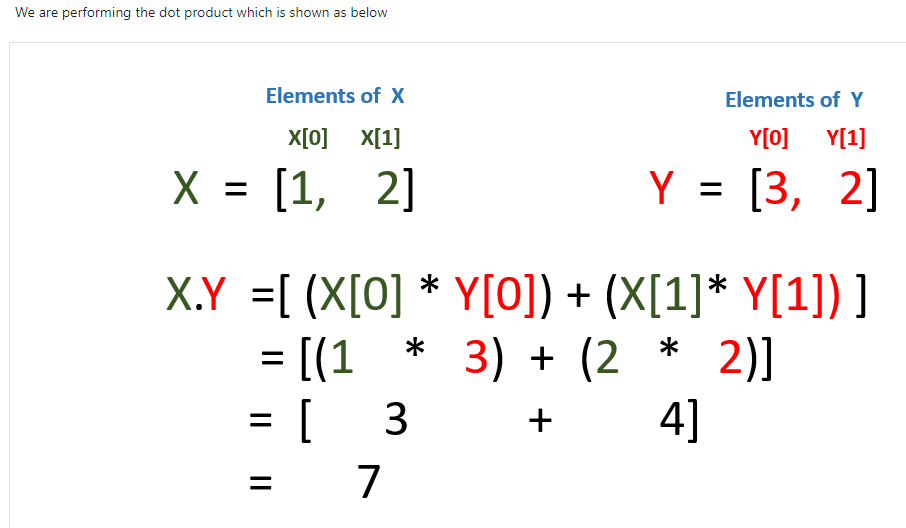 We are performing the dot product which is shown as below
Elements of X Elements of Y
X[0] X[1] Y[0] Y[1]
X = [1, 2] Y = [3, 2]
X.Y =[ (X[0] * Y[0]) + (X[1]* Y[1]) ]
= [(1 * 3) + (2 * 2)]
= [ 3 + 4]
= 7